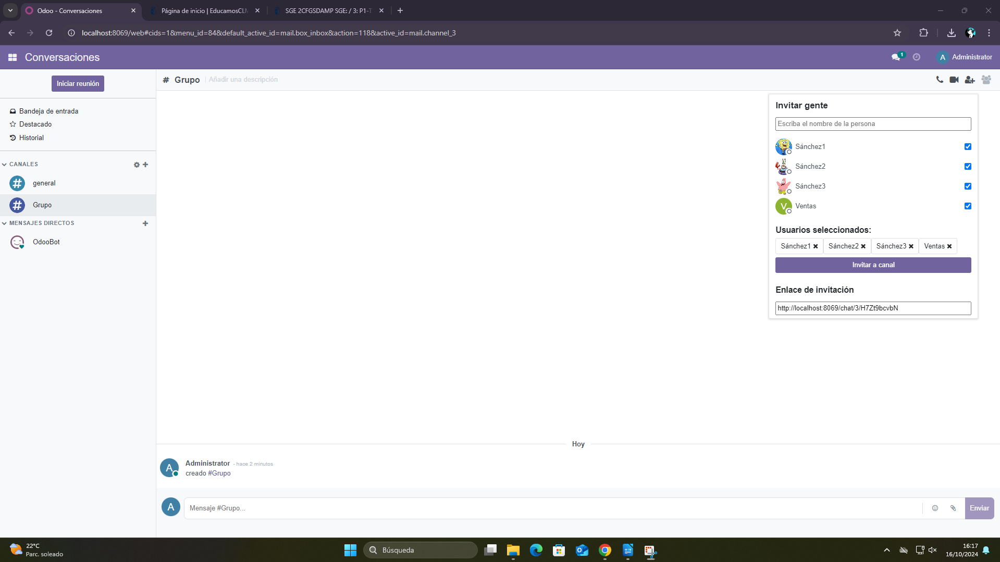 Odoo - Conversaciones
Página de inicio | EducamosCLM
SGE 2CFGSDAMP SGE: / 3: P1-T
localhost:8069/web#cids=1&menu_id=84&default_active_id=mail.box_inbox&action=118&active_id=mail.channel_3
Conversaciones
1
A
Administrator
Iniciar reunión
# Grupo
Añadir una descripción
Bandeja de entrada
Destacado
Historial
CANALES
# general
# Grupo
MENSAJES DIRECTOS
OdooBot
Invitar gente
Escriba el nombre de la persona
Sánchez1
Sánchez2
Sánchez3
V Ventas
Usuarios seleccionados:
Sánchez1 Sánchez2 Sánchez3 Ventas
Invitar a canal
Enlace de invitación
http://localhost:8069/chat/3/H7Zt9bcvbN
Hoy
A
Administrator - hace 2 minutos
creado #Grupo
A
Mensaje #Grupo...
Enviar
22°C
Parc. soleado
Búsqueda
16:17
16/10/2024